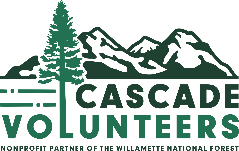 CASCADE
VOLUNTEERS
NONPROFIT PARTNER OF THE WILLAMETTE NATIONAL FOREST